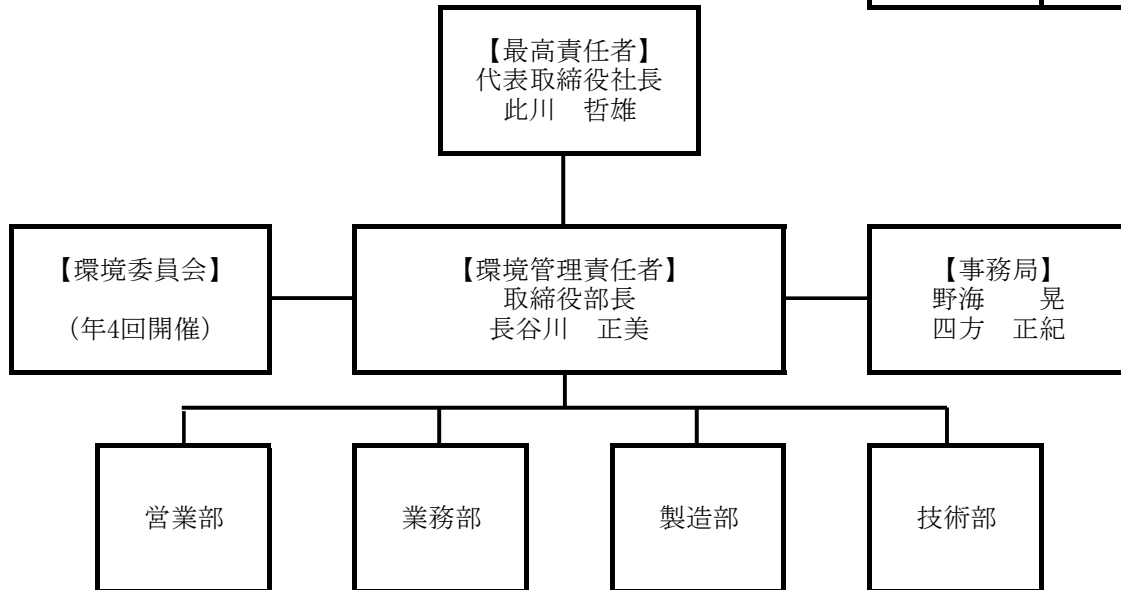 【最高責任者】
代表取締役社長
此川　哲雄
【環境委員会】
（年4回開催）
【環境管理責任者】
取締役部長
長谷川　正美
【事務局】
野海　　晃
四方　正紀
営業部
業務部
製造部
技術部